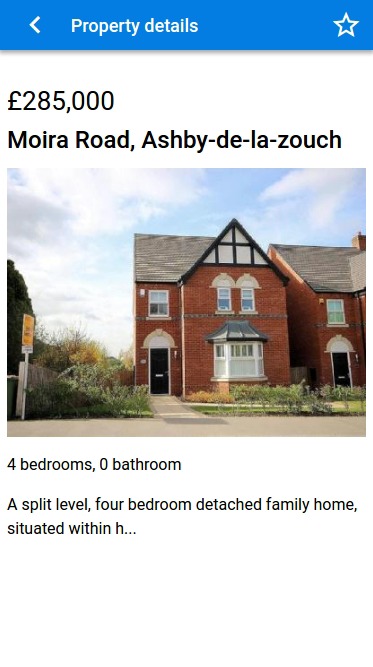 Property details
£285,000
Moira Road, Ashby-de-la-zouch
4 bedrooms, 0 bathroom
A split level, four bedroom detached family home,
situated within h...